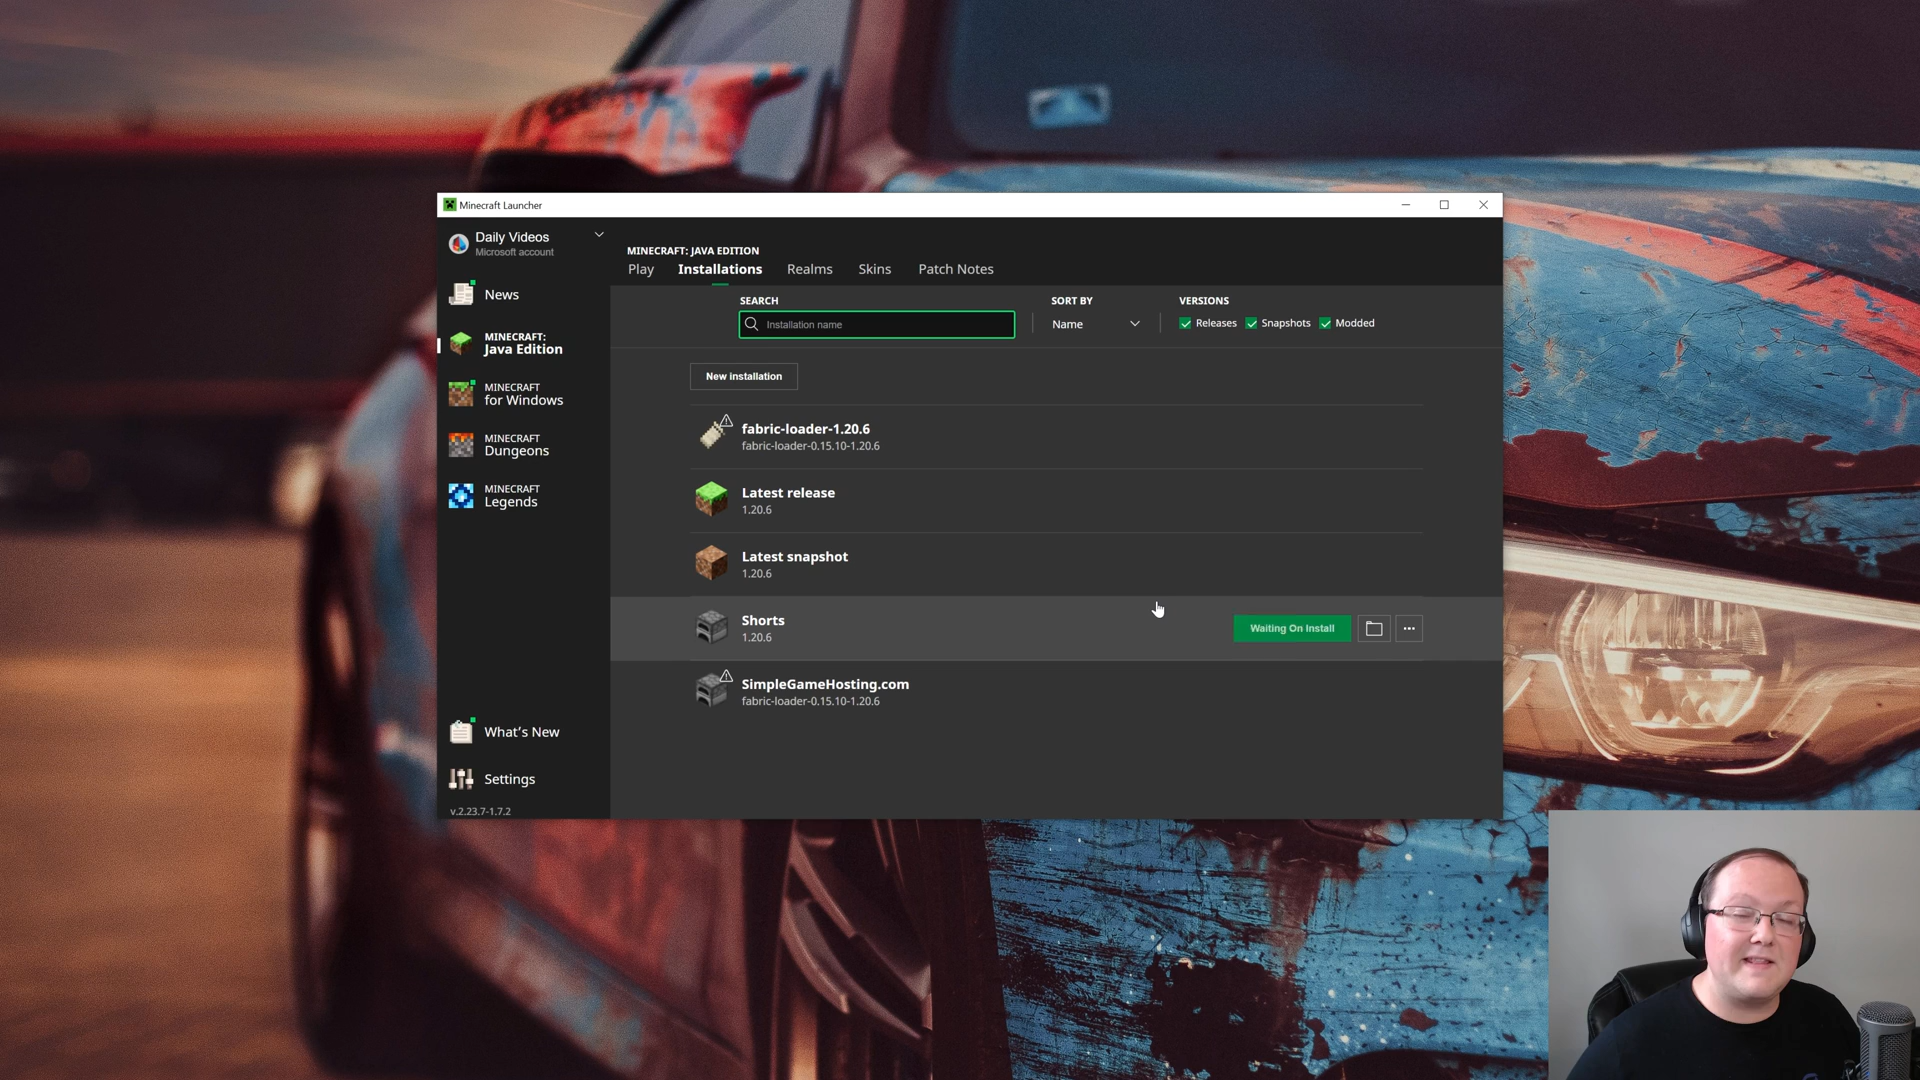 Minecraft Launcher
Daily Videos
Microsoft account
News
MINECRAFT:
Java Edition
MINECRAFT
for Windows
MINECRAFT
Dungeons
MINECRAFT
Legends
What's New
Settings
v.2.23.7-1.7.2
MINECRAFT: JAVA EDITION
Play Installations Realms Skins Patch Notes
SEARCH SORT BY VERSIONS
Installation name Name Releases Snapshots Modded
New installation
fabric-loader-1.20.6
fabric-loader-0.15.10-1.20.6
Latest release
1.20.6
Latest snapshot
1.20.6
Shorts
1.20.6
Waiting On Install
SimpleGameHosting.com
fabric-loader-0.15.10-1.20.6